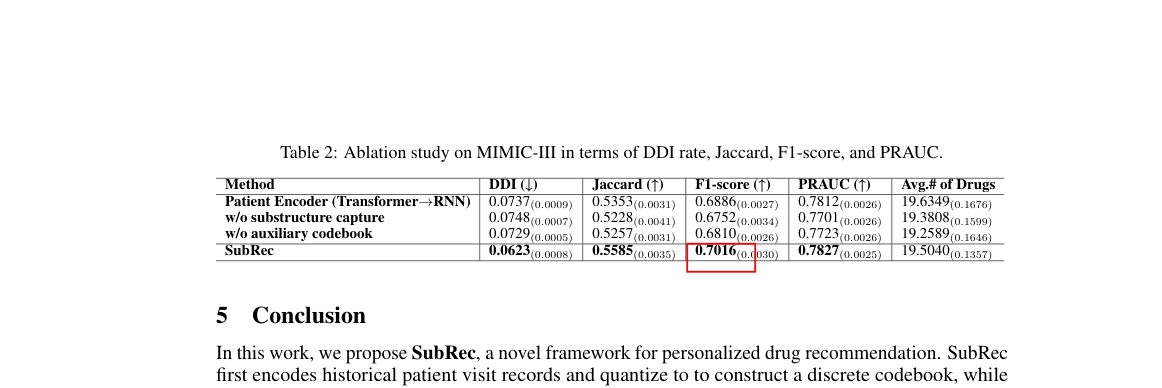 Table 2: Ablation study on MIMIC-III in terms of DDI rate, Jaccard, F1-score, and PRAUC.
Method DDI (↓) Jaccard (↑) F1-score (↑) PRAUC (↑) Avg.# of Drugs
Patient Encoder (Transformer→RNN) 0.0737(0.0009) 0.5353(0.0031) 0.6886(0.0027) 0.7812(0.0026) 19.6349(0.1676)
w/o substructure capture 0.0748(0.0007) 0.5228(0.0041) 0.6752(0.0034) 0.7701(0.0026) 19.3808(0.1599)
w/o auxiliary codebook 0.0729(0.0005) 0.5257(0.0031) 0.6810(0.0026) 0.7723(0.0026) 19.2589(0.1646)
SubRec 0.0623(0.0008) 0.5585(0.0035) 0.7016(0.0030) 0.7827(0.0025) 19.5040(0.1357)
5 Conclusion
In this work, we propose SubRec, a novel framework for personalized drug recommendation. SubRec
first encodes historical patient visit records and quantize to to construct a discrete codebook, while